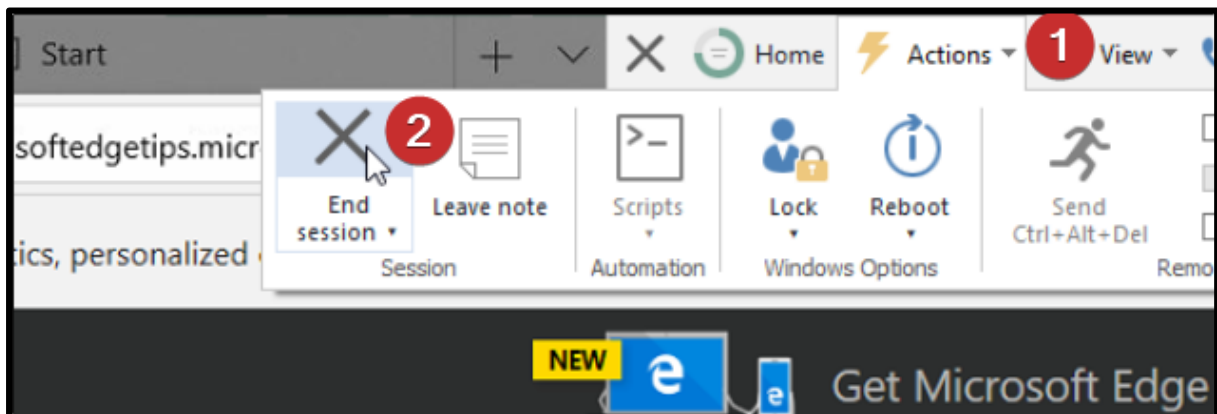 Start
Home
Actions
1
View
softedgetips.micr
2
End
session
Leave note
Scripts
Lock
Reboot
Send
Ctrl+Alt+Del
tics, personalized
Session
Automation
Windows Options
Remo
NEW
e
e
Get Microsoft Edge